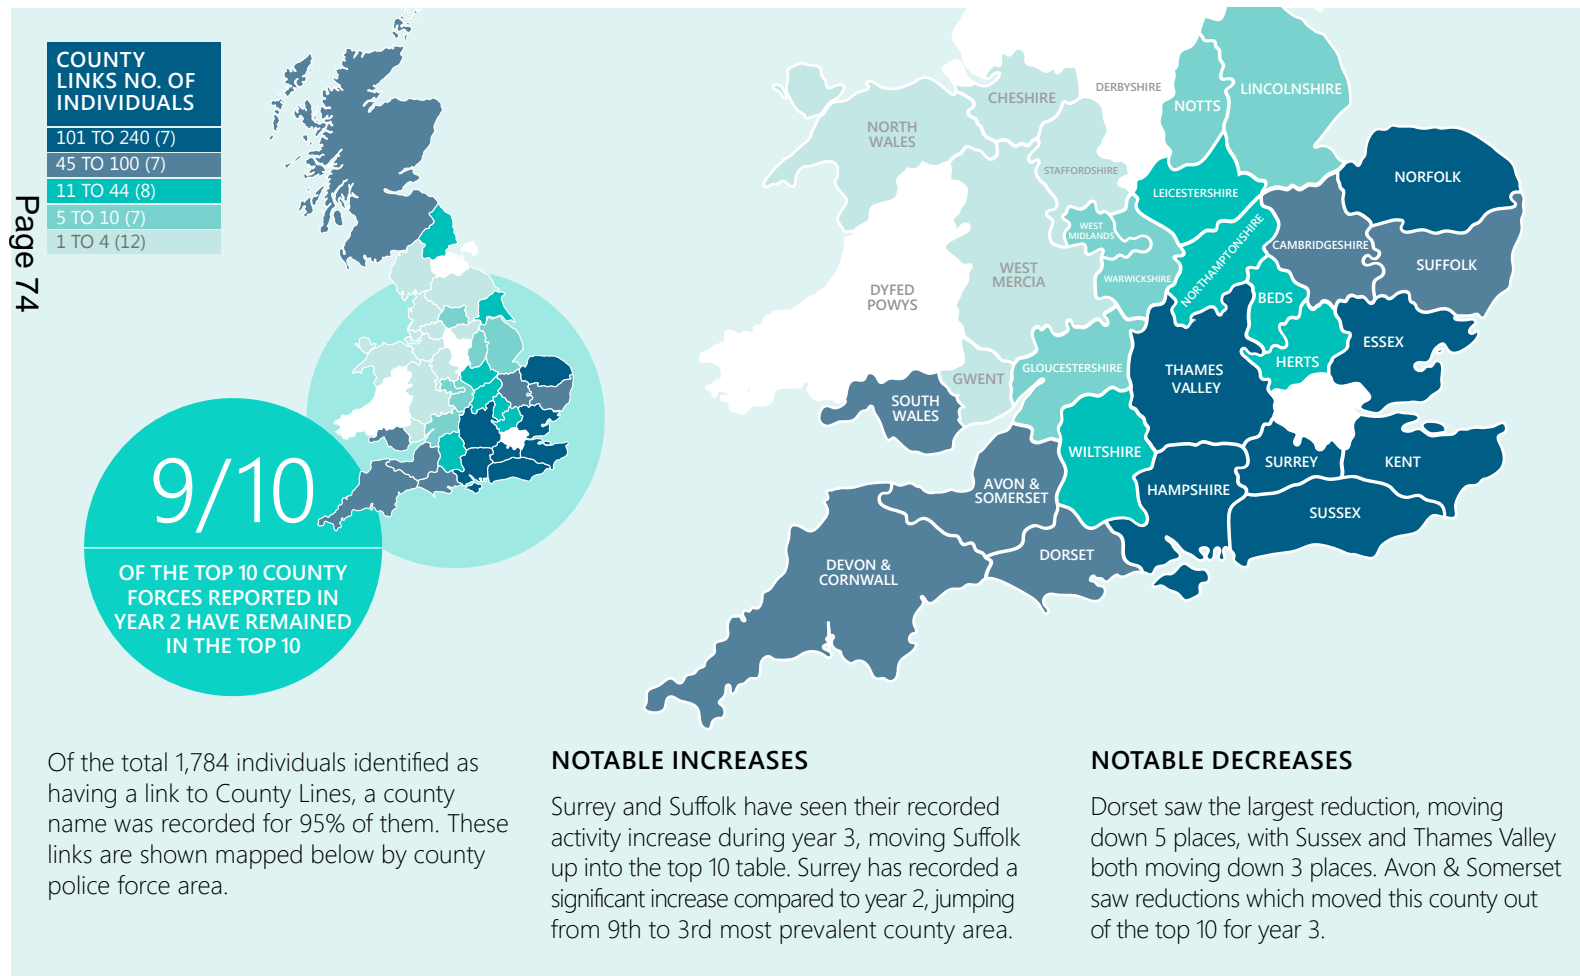 COUNTY
LINKS NO. OF
INDIVIDUALS
101 TO 240 (7)
45 TO 100 (7)
11 TO 44 (8)
5 TO 10 (7)
1 TO 4 (12)
Page 74
9/10
OF THE TOP 10 COUNTY
FORCES REPORTED IN
YEAR 2 HAVE REMAINED
IN THE TOP 10
DERBYSHIRE
CHESHIRE
NOTTS
LINCOLNSHIRE
NORTH
WALES
STAFFORDSHIRE
LEICESTERSHIRE
NORFOLK
WEST
MIDLANDS
NORTHAMPTONSHIRE
CAMBRIDGESHIRE
SUFFOLK
WEST
MERCIA
WARWICKSHIRE
DYFED
POWYS
BEDS
ESSEX
HERTS
GLOUCESTERSHIRE
THAMES
VALLEY
GWENT
SOUTH
WALES
WILTSHIRE
SURREY
KENT
AVON &
SOMERSET
HAMPSHIRE
SUSSEX
DORSET
DEVON &
CORNWALL
Of the total 1,784 individuals identified as
having a link to County Lines, a county
name was recorded for 95% of them. These
links are shown mapped below by county
police force area.
NOTABLE INCREASES
Surrey and Suffolk have seen their recorded
activity increase during year 3, moving Suffolk
up into the top 10 table. Surrey has recorded a
significant increase compared to year 2, jumping
from 9th to 3rd most prevalent county area.
NOTABLE DECREASES
Dorset saw the largest reduction, moving
down 5 places, with Sussex and Thames Valley
both moving down 3 places. Avon & Somerset
saw reductions which moved this county out
of the top 10 for year 3.